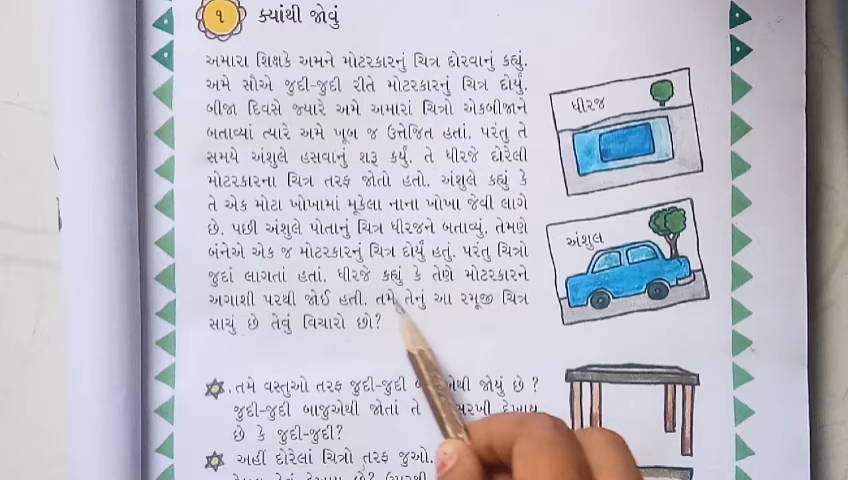 ૧ ક્યાંથી જોવું
અમારા શિક્ષકે અમને મોટરકારનું ચિત્ર દોરવાનું કહ્યું.
અમે સૌએ જુદી-જુદી રીતે મોટરકારનું ચિત્ર દોર્યું.
બીજા દિવસે જ્યારે અમે અમારાં ચિત્રો એકબીજાને
બતાવ્યાં ત્યારે અમે ખૂબ જ ઉત્તેજિત હતાં. પરંતુ તે
સમયે અંશુલે હસવાનું શરૂ કર્યું. તે ધીરજે દોરેલી
મોટરકારના ચિત્ર તરફ જોતો હતો. અંશુલે કહ્યું કે
તે એક મોટા ખોખામાં મૂકેલા નાના ખોખા જેવી લાગે
છે. પછી અંશુલે પોતાનું ચિત્ર ધીરજને બતાવ્યું. તેમણે
બંનેએ એક જ મોટરકારનું ચિત્ર દોર્યું હતું. પરંતુ ચિત્રો
જુદાં લાગતાં હતાં. ધીરજે કહ્યું કે તેણે મોટરકારને
અગાશી પરથી જોઈ હતી. તમે તેનું આ રમૂજી ચિત્ર
સાચું છે તેવું વિચારો છો?
ધીરજ
અંશુલ
તમે વસ્તુઓ તરફ જુદી-જુદી જોયું છે ?
જુદી-જુદી બાજુએથી જોતાં તે દેખાય
છે કે જુદી-જુદી?
અહીં દોરેલાં ચિત્રો તરફ જુઓ.